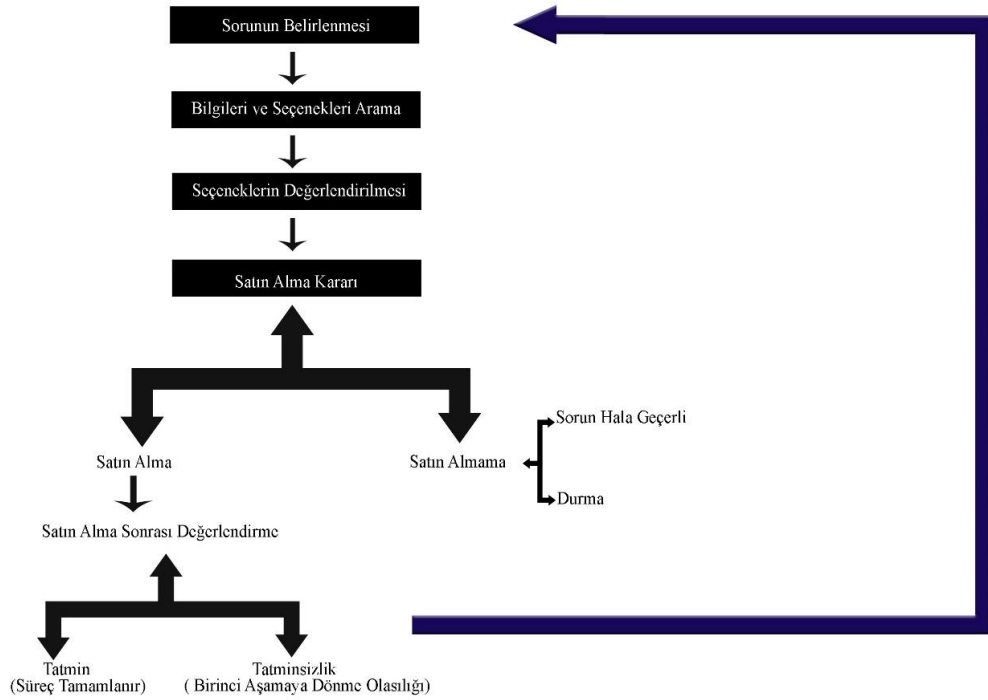 Sorunun Belirlenmesi
Bilgileri ve Seçenekleri Arama
Seçeneklerin Değerlendirilmesi
Satın Alma Kararı
Sorun Hala Geçerli
Satın Alma
Satın Almama
Durma
Satın Alma Sonrası Değerlendirme
Tatmin
(Süreç Tamamlanır)
Tatminsizlik
( Birinci Aşamaya Dönme Olasılığı)